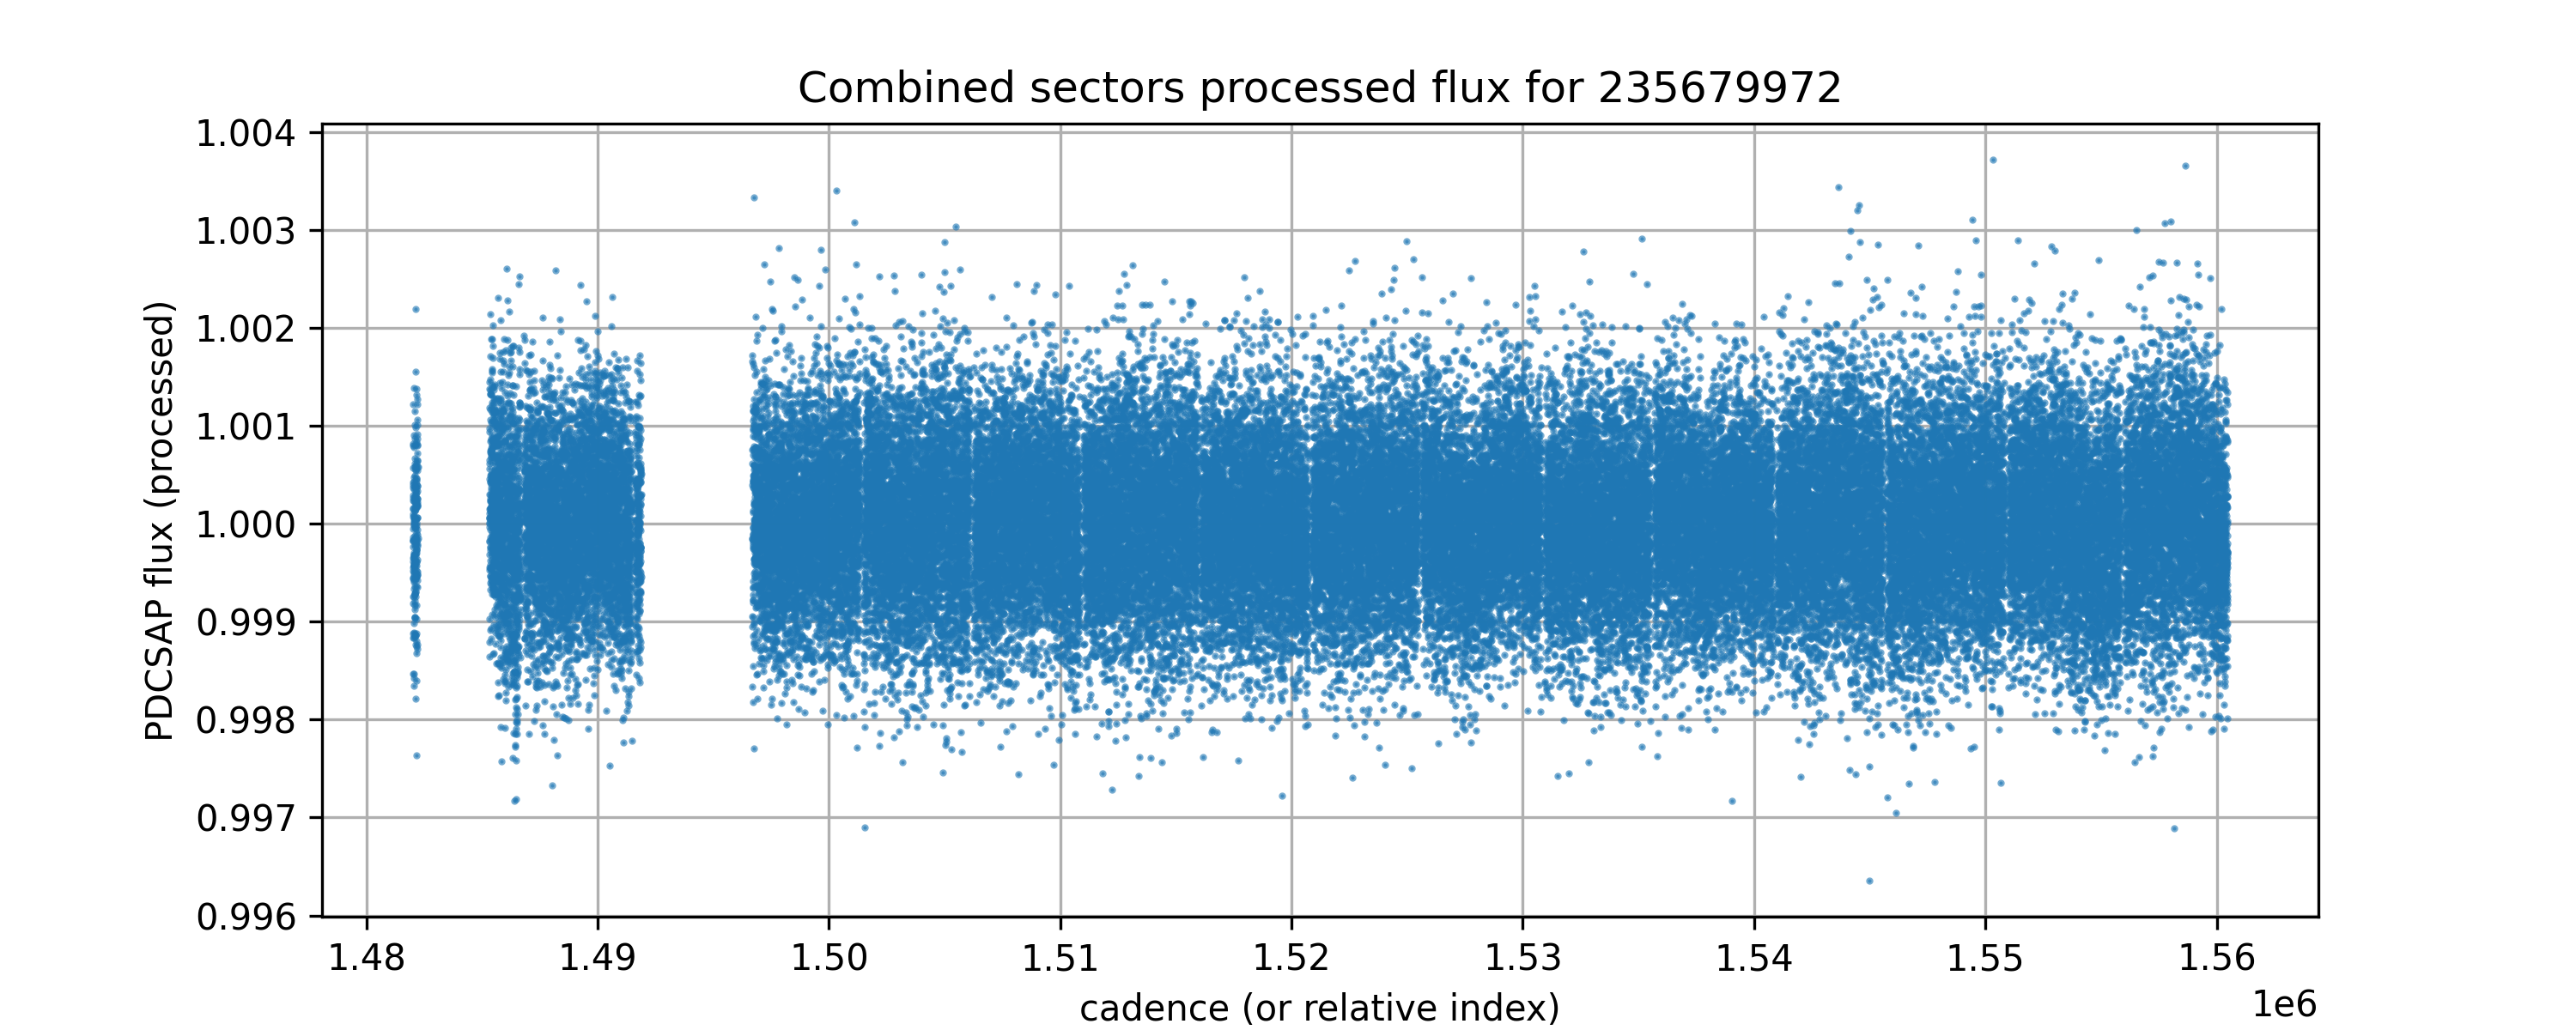 Combined sectors processed flux for 235679972
PDCSAP flux (processed)
1.004
1.003
1.002
1.001
1.000
0.999
0.998
0.997
0.996
1.48 1.49 1.50 1.51 1.52 1.53 1.54 1.55 1.56
cadence (or relative index)
1e6